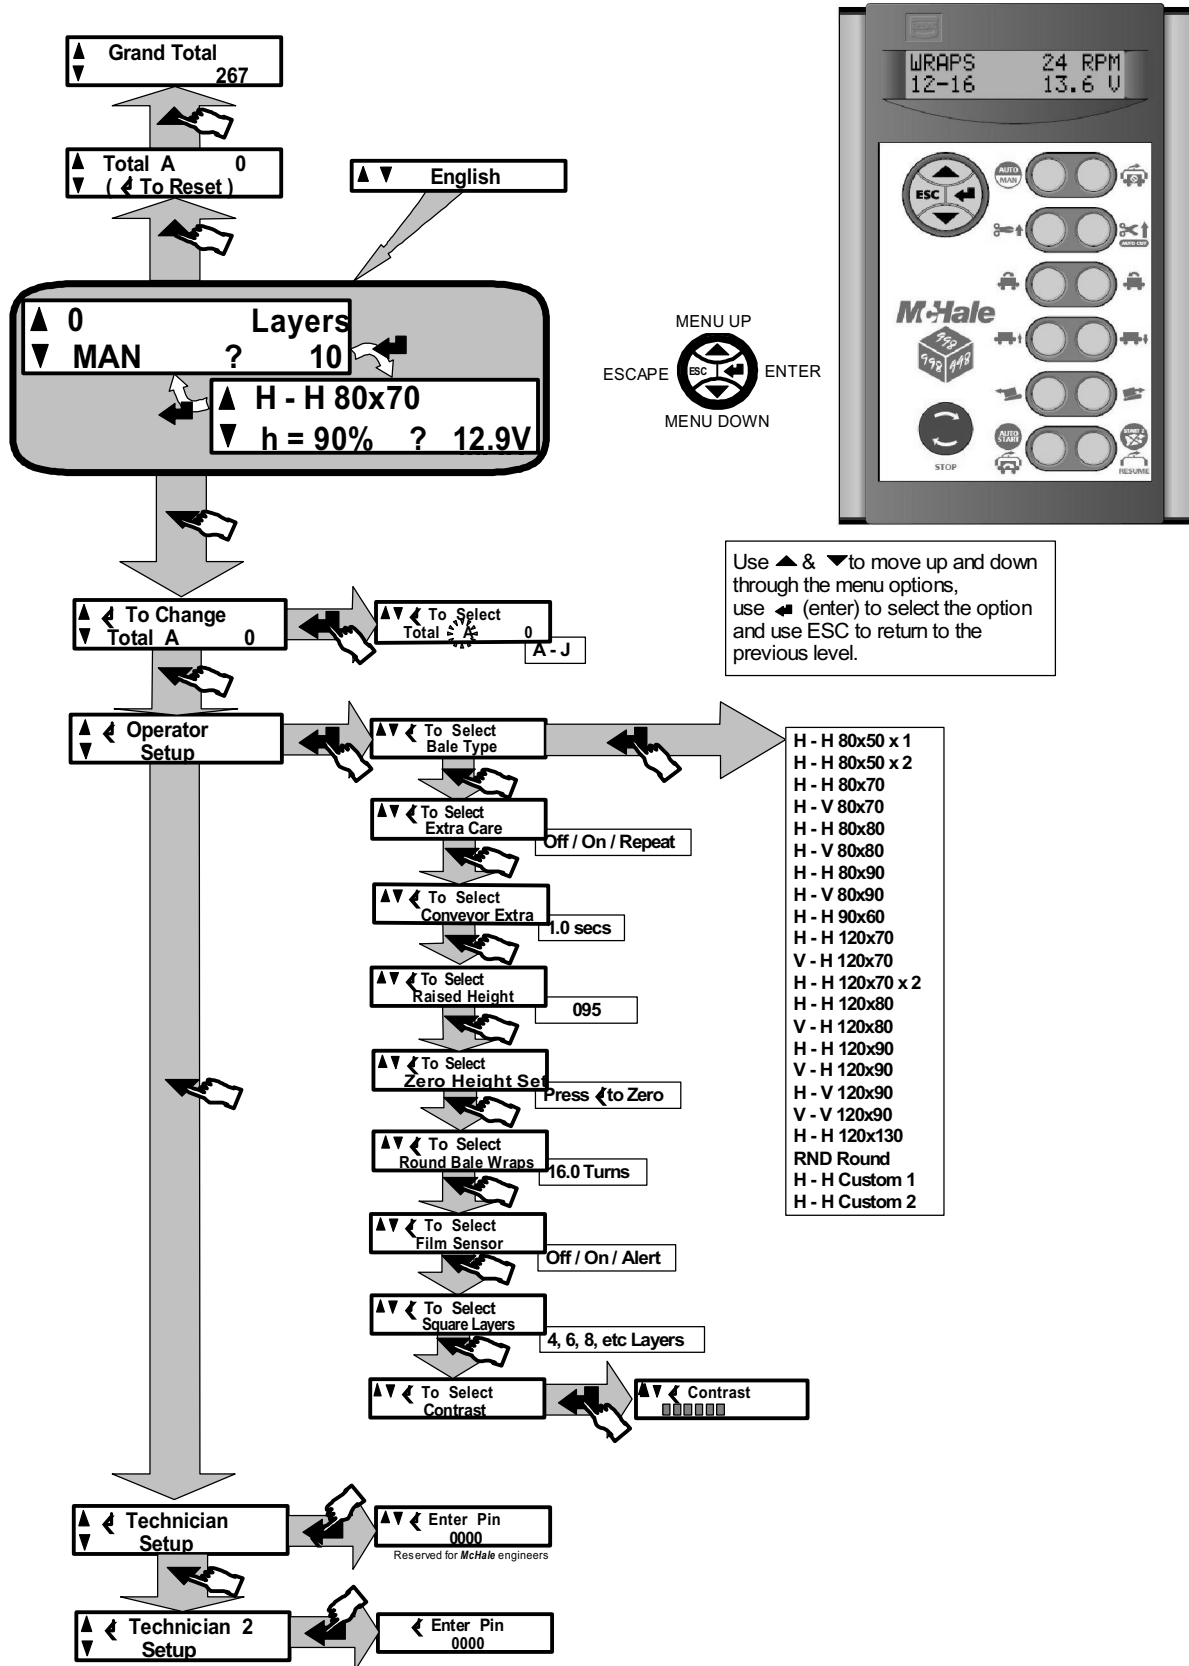 Grand Total
267
Total A 0
( To Reset )
English
0 Layers
MAN ? 10
H - H 80x70
h = 90% ? 12.9V
MENU UP
ESCAPE ESC ENTER
MENU DOWN
WRAPS 24 RPM
12-16 13.6 V
ESC
AUTO
MAN
AUTO CUT
McHale
998
998 998
STOP
AUTO
START
START 2
RESUME
Use & to move up and down
through the menu options,
use (enter) to select the option
and use ESC to return to the
previous level.
To Change
Total A 0
To Select
Total A 0
A - J
Operator
Setup
To Select
Bale Type
To Select
Extra Care
Off / On / Repeat
To Select
Conveyor Extra
1.0 secs
To Select
Raised Height
095
To Select
Zero Height Set
Press to Zero
To Select
Round Bale Wraps
16.0 Turns
To Select
Film Sensor
Off / On / Alert
To Select
Square Layers
4, 6, 8, etc Layers
To Select
Contrast
Contrast
H - H 80x50 x 1
H - H 80x50 x 2
H - H 80x70
H - V 80x70
H - H 80x80
H - V 80x80
H - H 80x90
H - V 80x90
H - H 90x60
H - H 120x70
V - H 120x70
H - H 120x70 x 2
H - H 120x80
V - H 120x80
H - H 120x90
V - H 120x90
H - V 120x90
V - V 120x90
H - H 120x130
RND Round
H - H Custom 1
H - H Custom 2
Technician
Setup
Enter Pin
0000
Reserved for McHale engineers
Technician 2
Setup
Enter Pin
0000